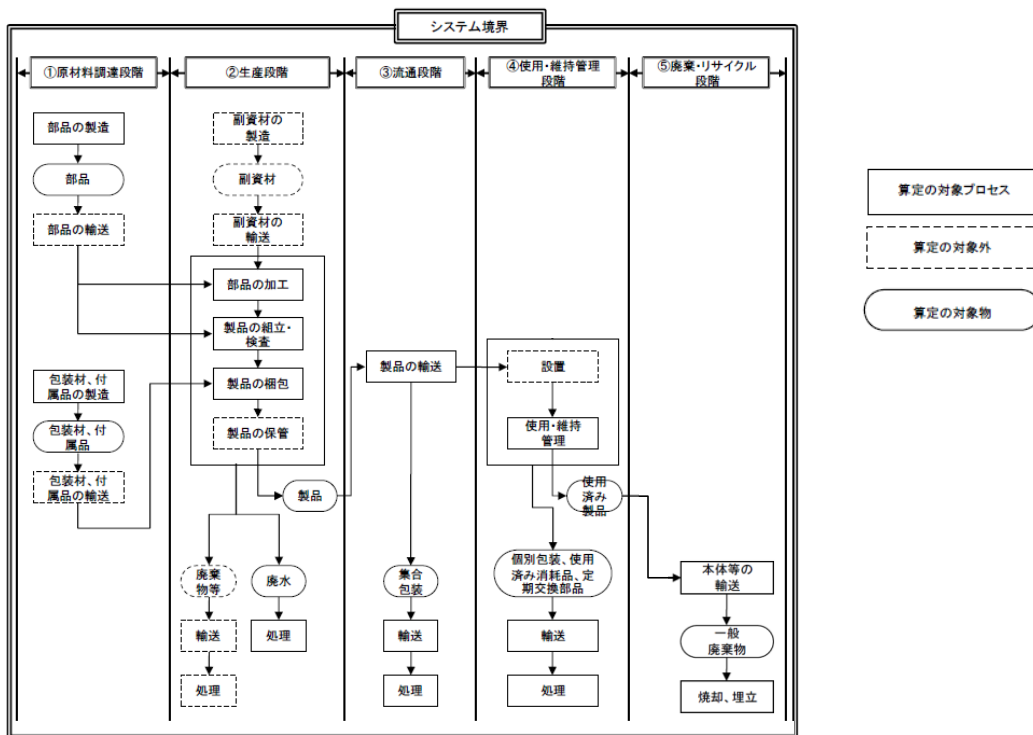 システム境界
①原材料調達段階
②生産段階
③流通段階
④使用・維持管理
段階
⑤廃棄・リサイクル
段階
部品の製造
部品
部品の輸送
包装材、付
属品の製造
包装材、付
属品
包装材、付
属品の輸送
副資材の
製造
副資材
副資材の
輸送
部品の加工
製品の組立・
検査
製品の梱包
製品の保管
製品
廃棄
物等
輸送
処理
廃水
処理
製品の輸送
集合
包装
輸送
処理
設置
使用・維持
管理
使用
済み
製品
個別包装、使用
済み消耗品、定
期交換部品
輸送
処理
本体等の
輸送
一般
廃棄物
焼却、埋立
算定の対象プロセス
算定の対象外
算定の対象物